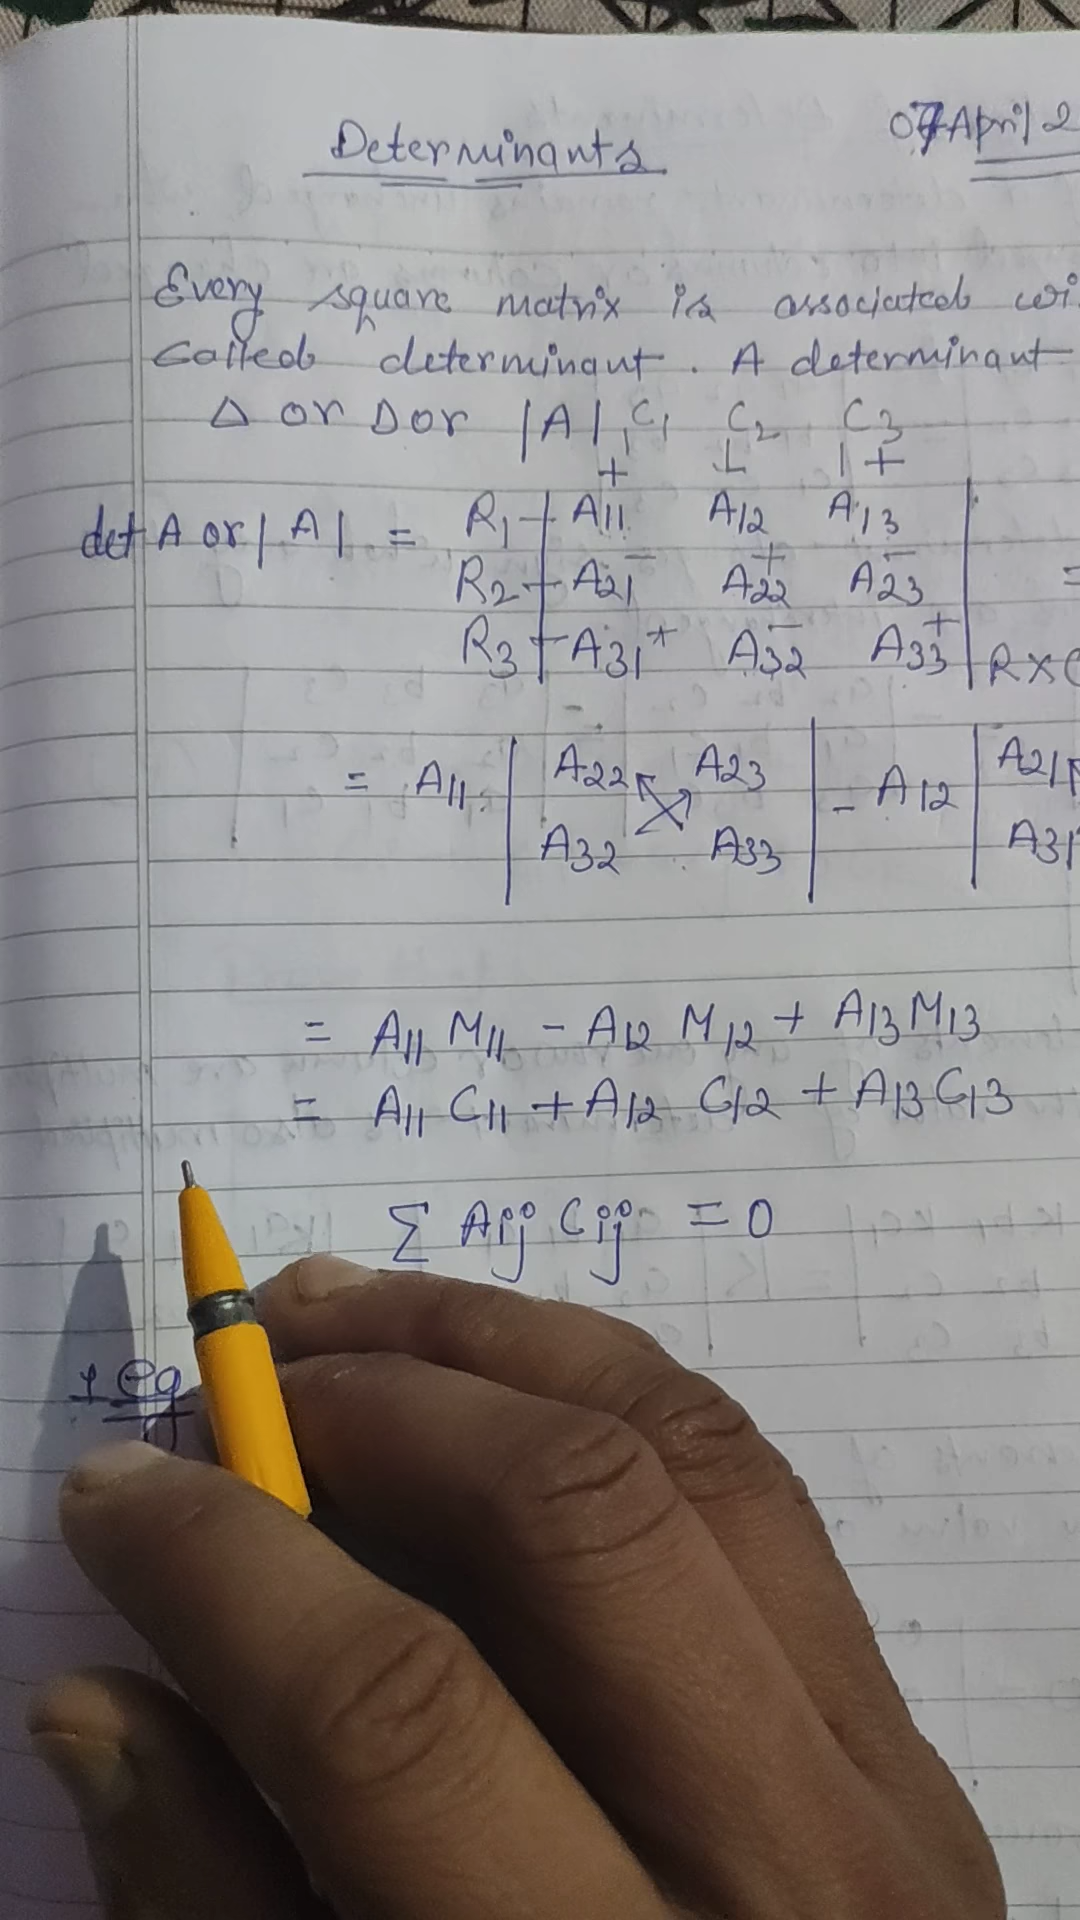 Determinants
07 April 2
Every square matrix is associated wi
Called determinant. A determinant
Δ or D or |A| C1 C2 C3
+ - +
det A or |A| = R1 A11 A12 A13
R2 A21 - A22 + A23 - =
R3 A31 + A32 - A33 + R×C
= A11 | A22 A23 | - A12 | A21
A32 A33 A31
= A11 M11 - A12 M12 + A13 M13
= A11 C11 + A12 C12 + A13 C13
Σ Aij Cij = 0
1 eg